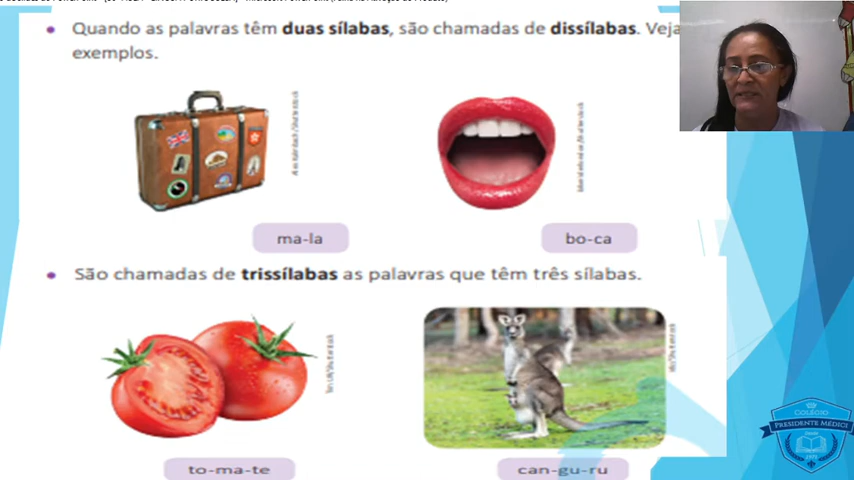 • Quando as palavras têm duas sílabas, são chamadas de dissílabas. Veja
exemplos.
ma-la
bo-ca
• São chamadas de trissílabas as palavras que têm três sílabas.
to-ma-te
can-gu-ru
COLÉGIO
PRESIDENTE MÉDICI